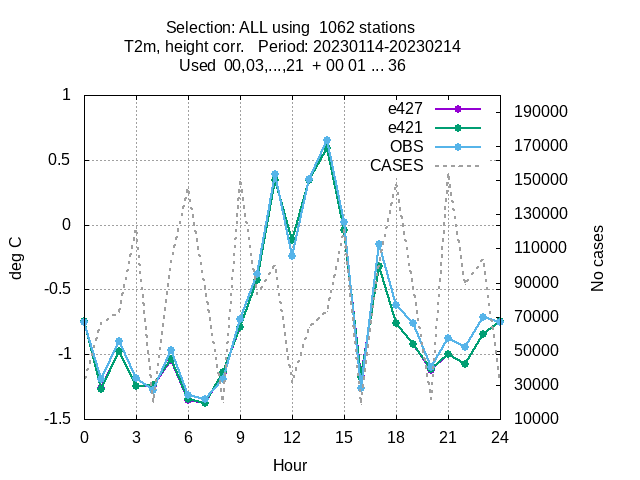 Selection: ALL using  1062 stations
T2m, height corr.   Period: 20230114-20230214
Used  00,03,...,21  + 00 01 ... 36
e427
e421
OBS
CASES
1
0.5
0
-0.5
-1
-1.5
deg C
190000
170000
150000
130000
110000
90000
70000
50000
30000
10000
No cases
0 3 6 9 12 15 18 21 24
Hour